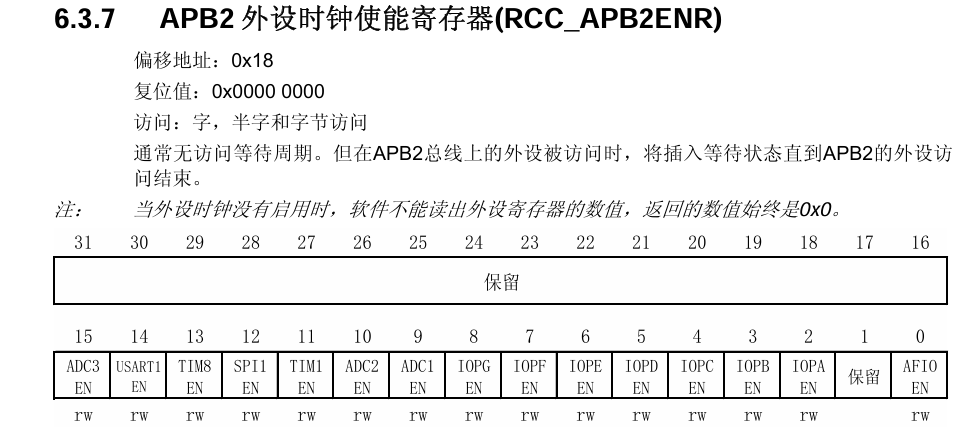 6.3.7 APB2 外设时钟使能寄存器(RCC_APB2ENR)
偏移地址：0x18
复位值：0x0000 0000
访问：字，半字和字节访问
通常无访问等待周期。但在APB2总线上的外设被访问时，将插入等待状态直到APB2的外设访
问结束。
注： 当外设时钟没有启用时，软件不能读出外设寄存器的数值，返回的数值始终是0x0。
31 30 29 28 27 26 25 24 23 22 21 20 19 18 17 16
保留
15 14 13 12 11 10 9 8 7 6 5 4 3 2 1 0
ADC3 USART1 TIM8 SPI1 TIM1 ADC2 ADC1 IOPG IOPF IOPE IOPD IOPC IOPB IOPA 保留 AFIO
EN EN EN EN EN EN EN EN EN EN EN EN EN EN EN
rw rw rw rw rw rw rw rw rw rw rw rw rw rw rw